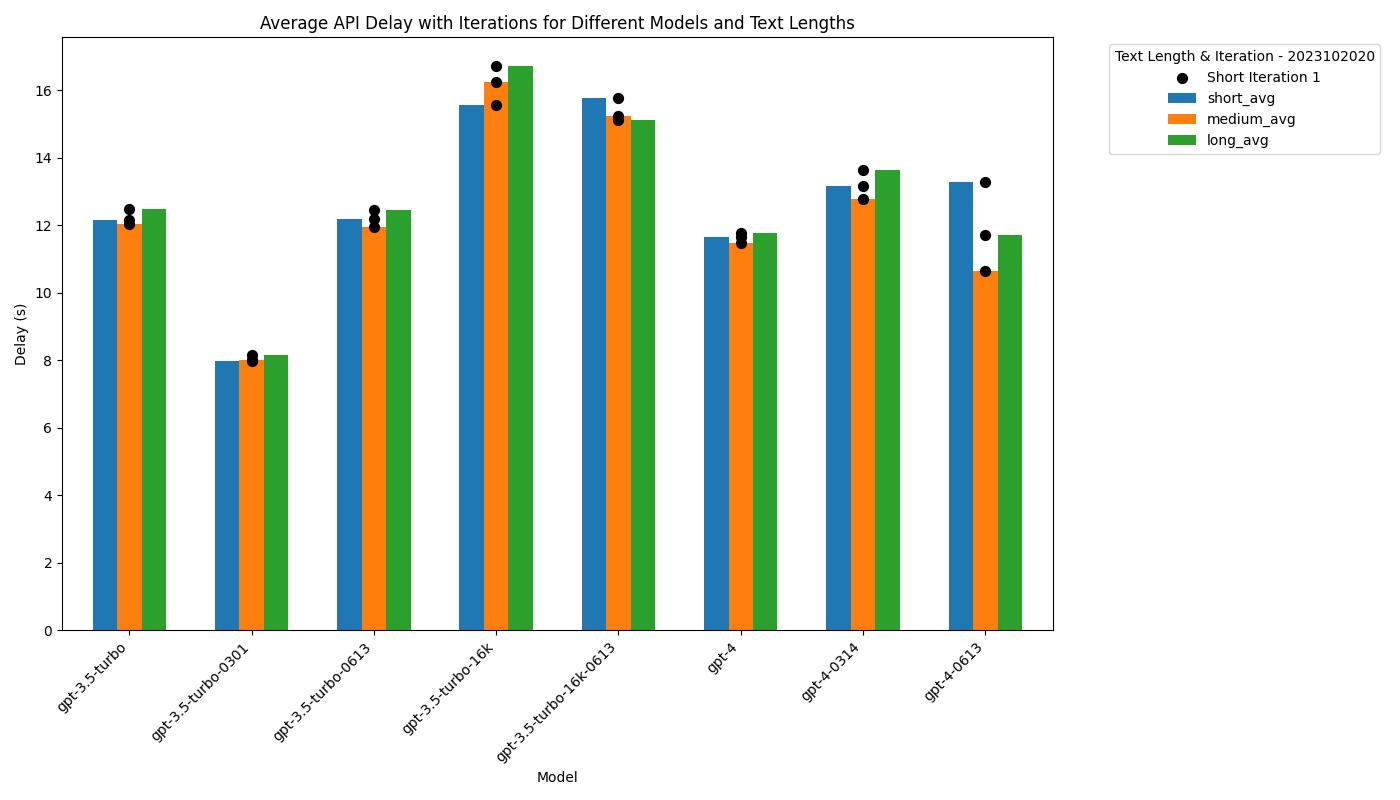 Average API Delay with Iterations for Different Models and Text Lengths
Text Length & Iteration - 2023102020
Short Iteration 1
short_avg
medium_avg
long_avg
Delay (s)
16
14
12
10
8
6
4
2
0
gpt-3.5-turbo
gpt-3.5-turbo-0301
gpt-3.5-turbo-0613
gpt-3.5-turbo-16k
gpt-3.5-turbo-16k-0613
gpt-4
gpt-4-0314
gpt-4-0613
Model